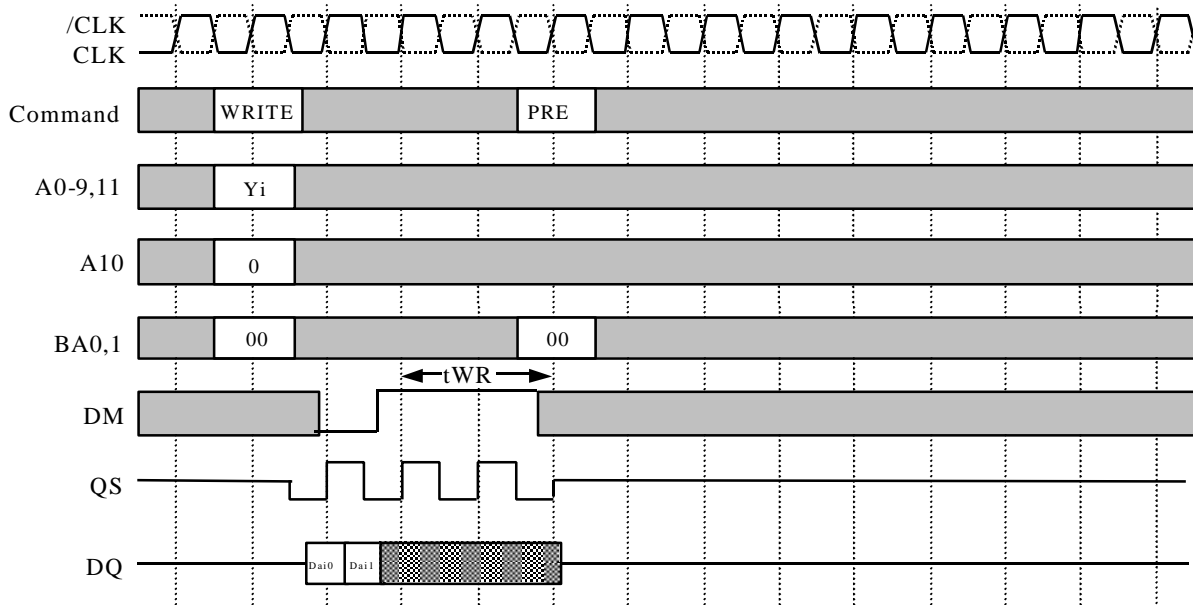 /CLK
CLK
Command WRITE PRE
A0-9,11 Yi
A10 0
BA0,1 00 00
tWR
DM
QS
DQ Dai0 Dai1